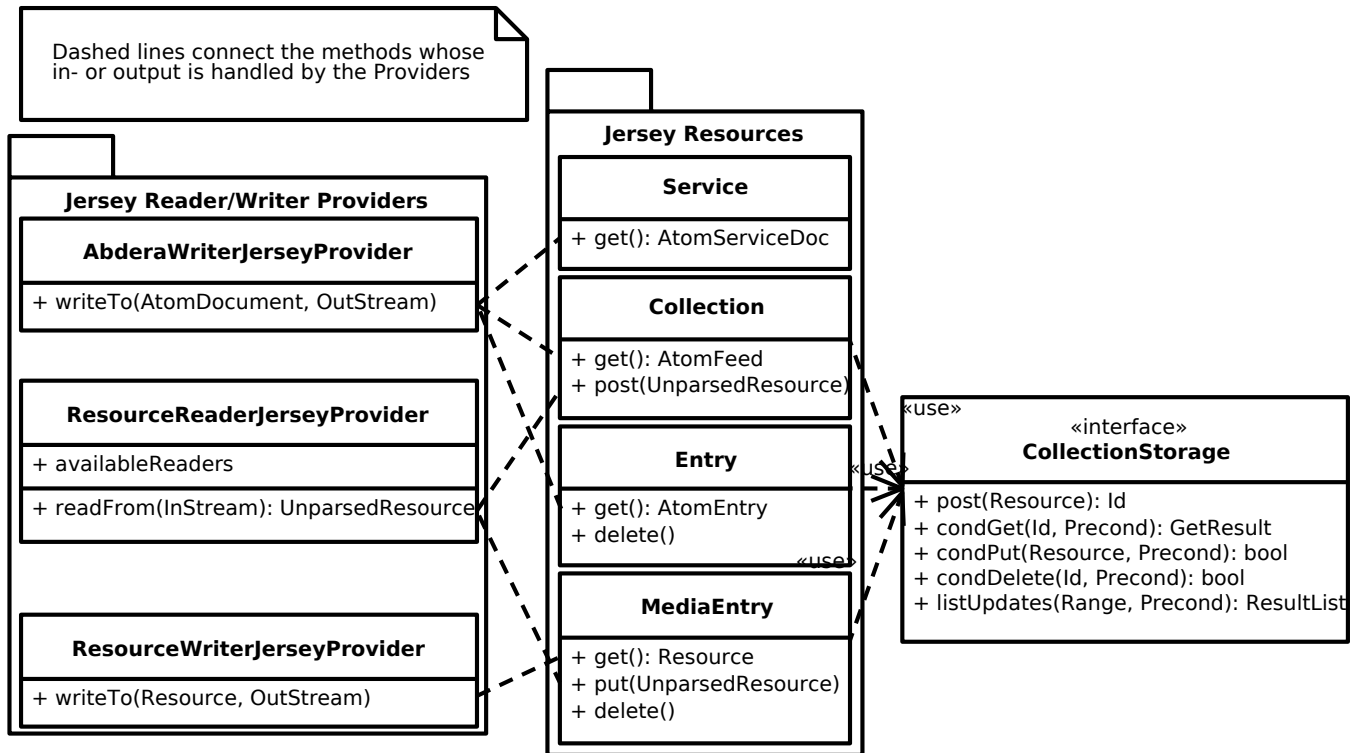 Dashed lines connect the methods whose
in- or output is handled by the Providers
Jersey Reader/Writer Providers
AbderaWriterJerseyProvider
+ writeTo(AtomDocument, OutStream)
ResourceReaderJerseyProvider
+ availableReaders
+ readFrom(InStream): UnparsedResource
ResourceWriterJerseyProvider
+ writeTo(Resource, OutStream)
Jersey Resources
Service
+ get(): AtomServiceDoc
Collection
+ get(): AtomFeed
+ post(UnparsedResource)
Entry
+ get(): AtomEntry
+ delete()
MediaEntry
+ get(): Resource
+ put(UnparsedResource)
+ delete()
«use»
«use»
«use»
«interface»
CollectionStorage
+ post(Resource): Id
+ condGet(Id, Precond): GetResult
+ condPut(Resource, Precond): bool
+ condDelete(Id, Precond): bool
+ listUpdates(Range, Precond): ResultList